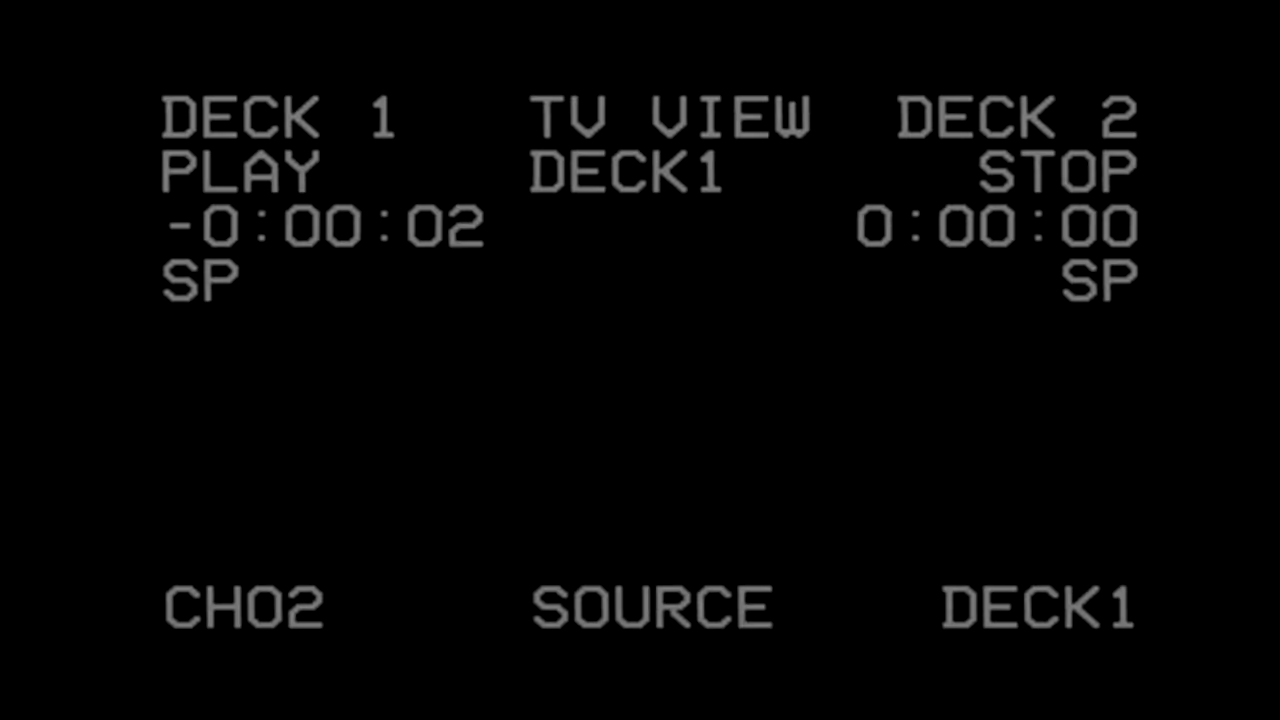 DECK 1 TV VIEW DECK 2
PLAY DECK1 STOP
-0:00:02 0:00:00
SP SP
CH02 SOURCE DECK1